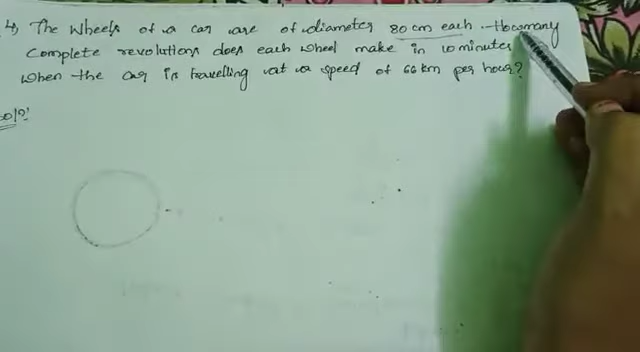 4) The Wheels of a car are of diameter 80 cm each. How many
Complete revolutions does each wheel make in 10 minutes
When the car is travelling at a speed of 66 km per hour?
Sol: